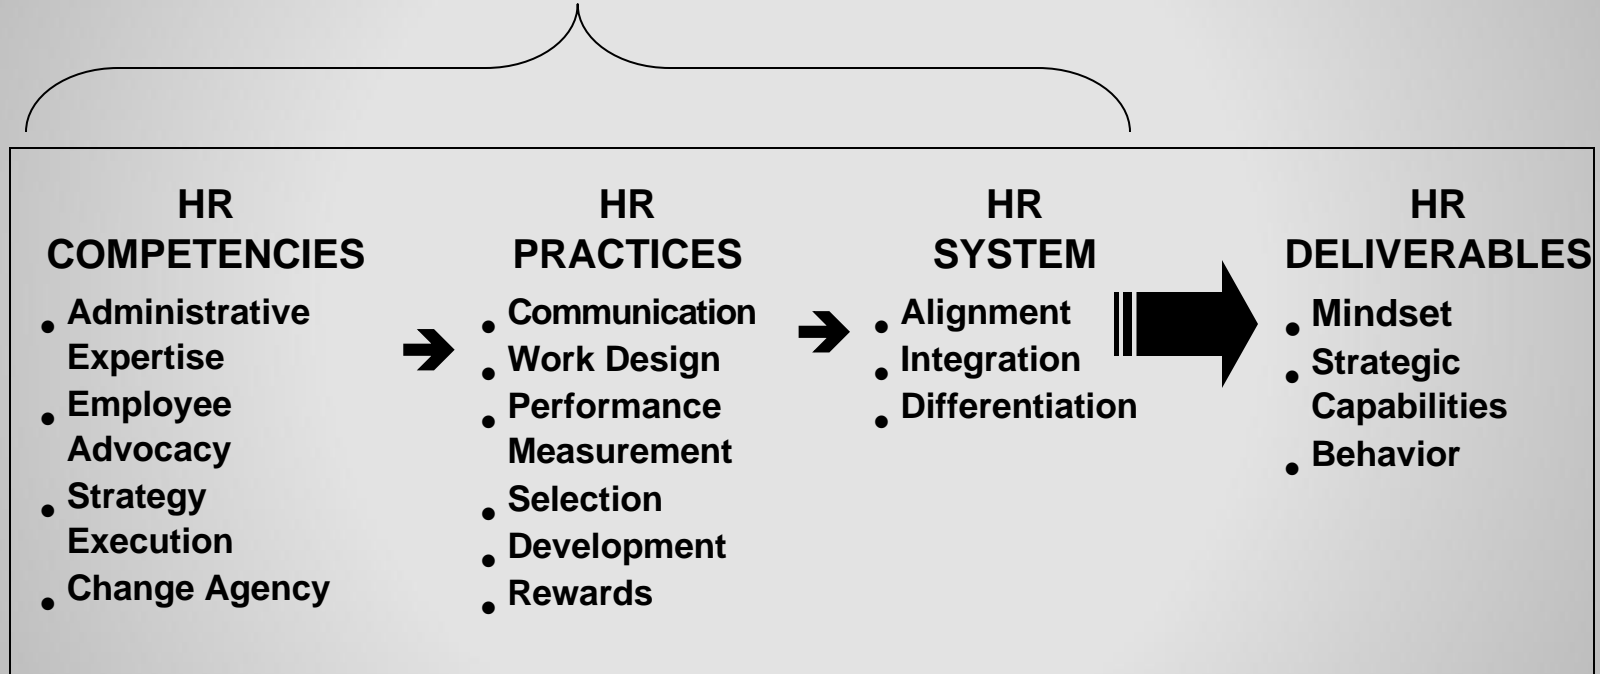 HR
COMPETENCIES
• Administrative
Expertise
• Employee
Advocacy
• Strategy
Execution
• Change Agency
HR
PRACTICES
• Communication
• Work Design
• Performance
Measurement
• Selection
• Development
• Rewards
HR
SYSTEM
• Alignment
• Integration
• Differentiation
HR
DELIVERABLES
• Mindset
• Strategic
Capabilities
• Behavior